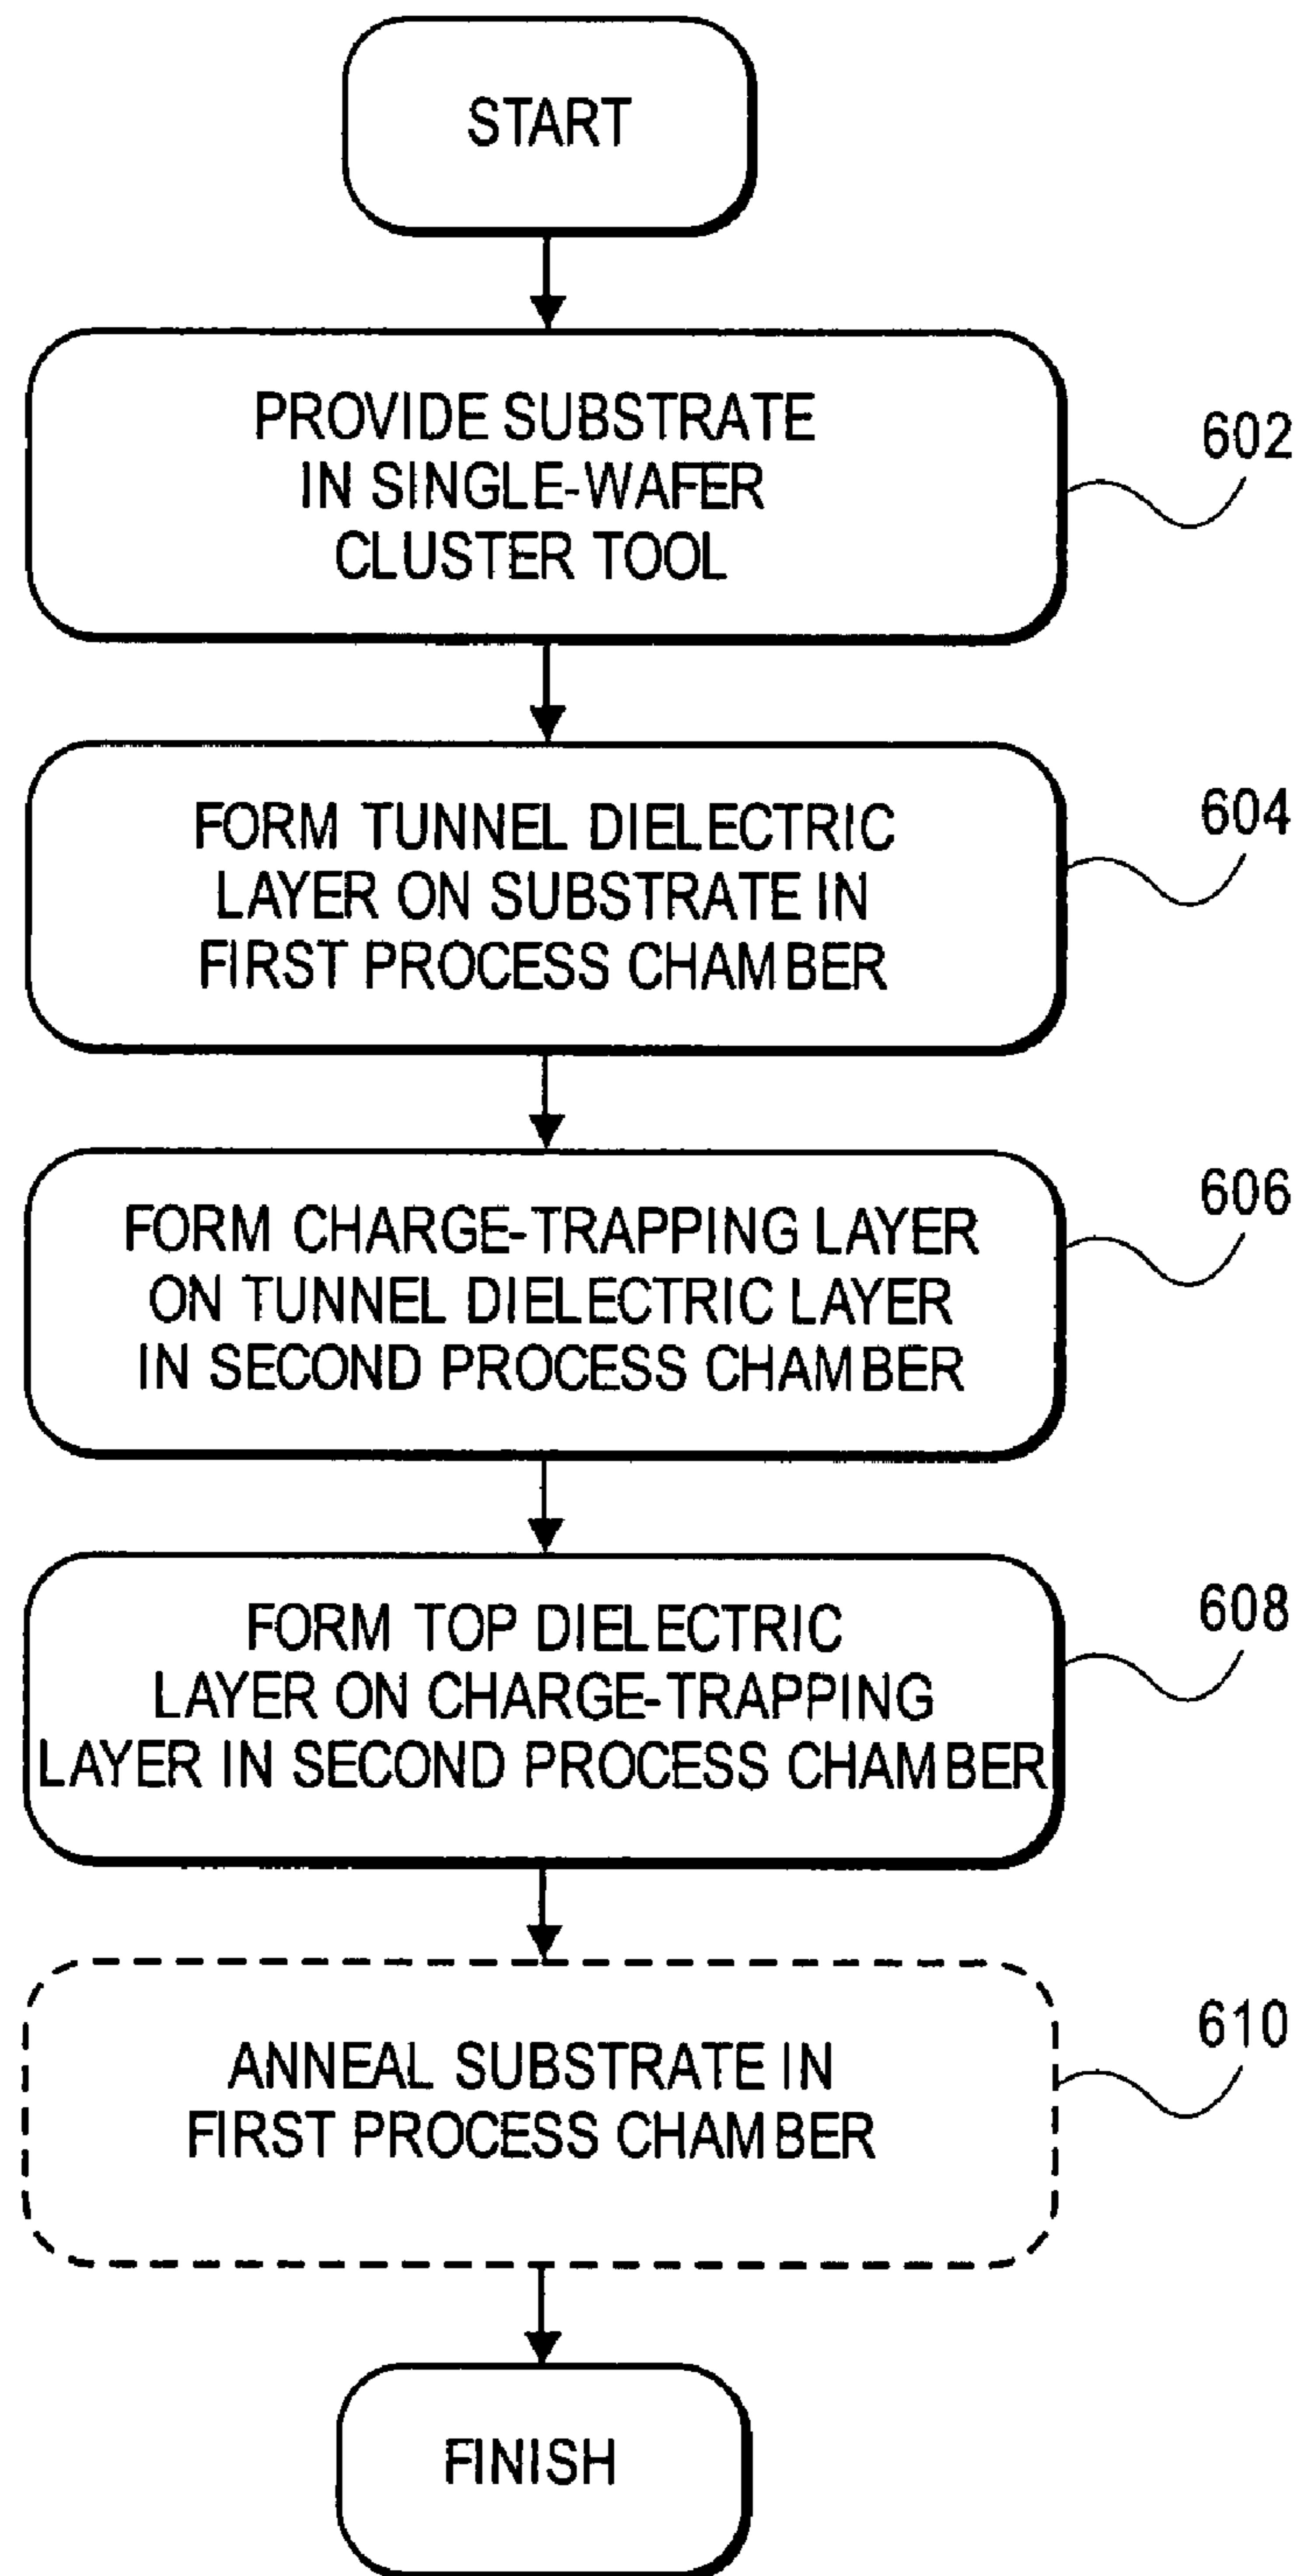 START
PROVIDE SUBSTRATE
IN SINGLE-WAFER
CLUSTER TOOL
602
FORM TUNNEL DIELECTRIC
LAYER ON SUBSTRATE IN
FIRST PROCESS CHAMBER
604
FORM CHARGE-TRAPPING LAYER
ON TUNNEL DIELECTRIC LAYER
IN SECOND PROCESS CHAMBER
606
FORM TOP DIELECTRIC
LAYER ON CHARGE-TRAPPING
LAYER IN SECOND PROCESS CHAMBER
608
ANNEAL SUBSTRATE IN
FIRST PROCESS CHAMBER
610
FINISH